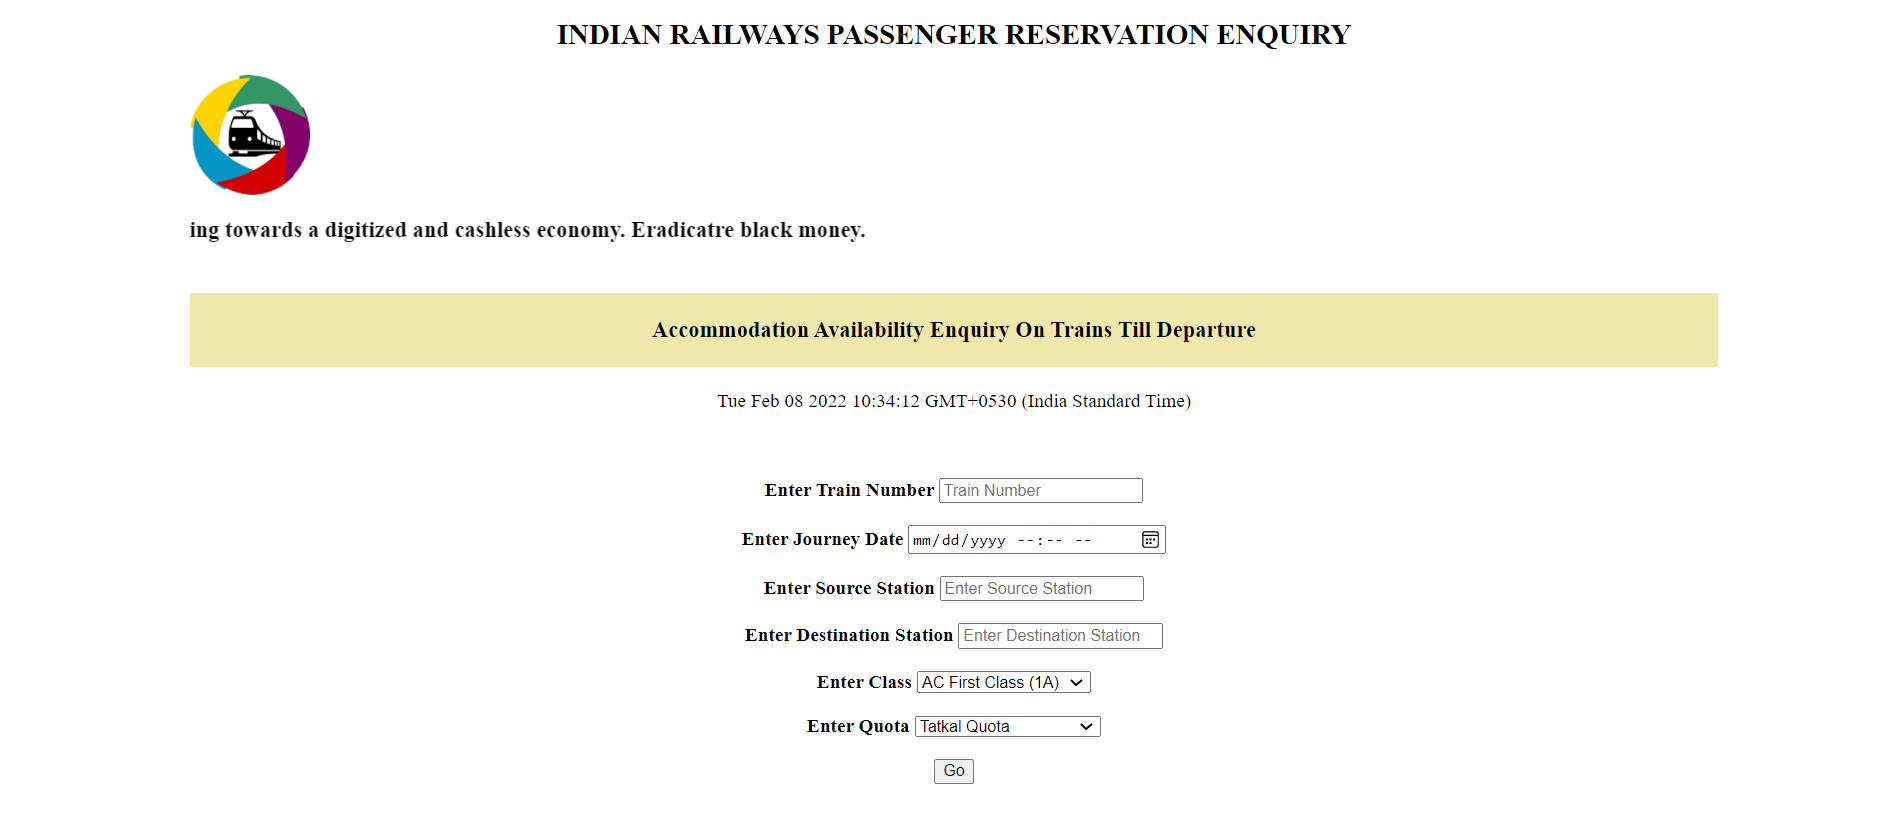 INDIAN RAILWAYS PASSENGER RESERVATION ENQUIRY
ing towards a digitized and cashless economy. Eradicatre black money.
Accommodation Availability Enquiry On Trains Till Departure
Tue Feb 08 2022 10:34:12 GMT+0530 (India Standard Time)
Enter Train Number Train Number
Enter Journey Date mm/dd/yyyy --:-- --
Enter Source Station Enter Source Station
Enter Destination Station Enter Destination Station
Enter Class AC First Class (1A)
Enter Quota Tatkal Quota
Go